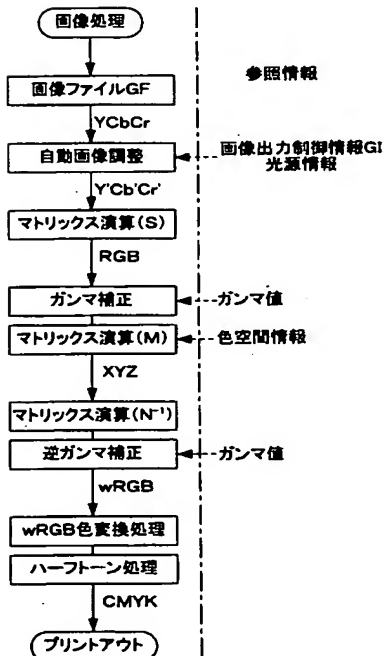 画像処理
参照情報
画像ファイルGF
YCbCr
自動画像調整
画像出力制御情報GI
光源情報
Y'Cb'Cr'
マトリックス演算(S)
RGB
ガンマ補正
ガンマ値
マトリックス演算(M)
色空間情報
XYZ
マトリックス演算(N⁻¹)
逆ガンマ補正
ガンマ値
wRGB
wRGB色変換処理
ハーフトーン処理
CMYK
プリントアウト